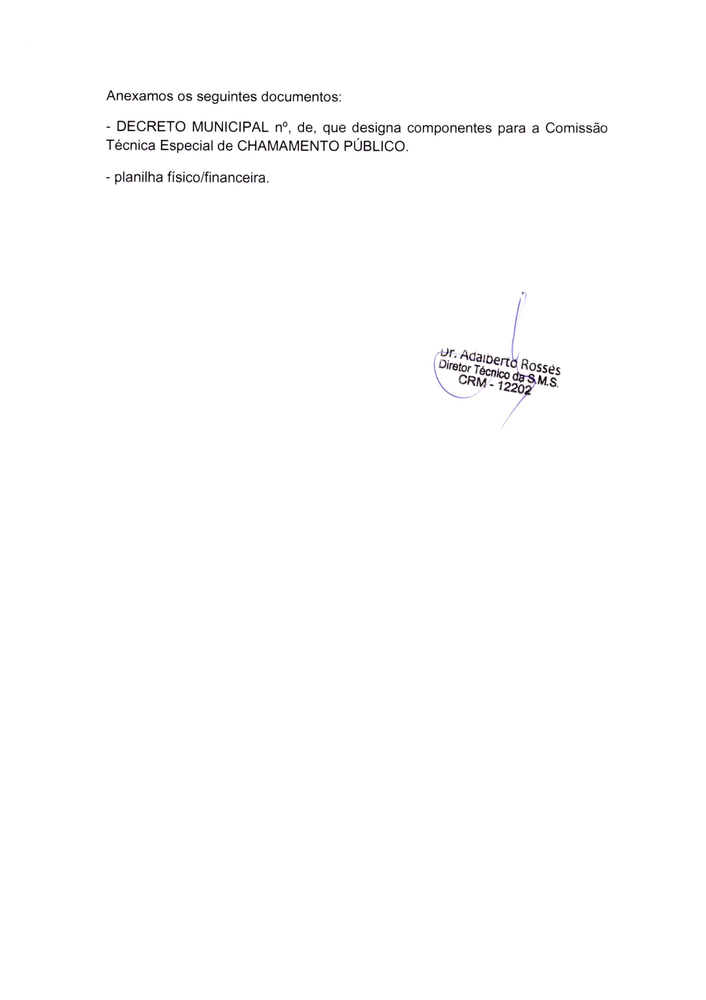 Anexamos os seguintes documentos:
- DECRETO MUNICIPAL nº, de, que designa componentes para a Comissão
Técnica Especial de CHAMAMENTO PÚBLICO.
- planilha físico/financeira.
Dr. Adalberto Rossés
Diretor Técnico da S.M.S.
CRM - 12202